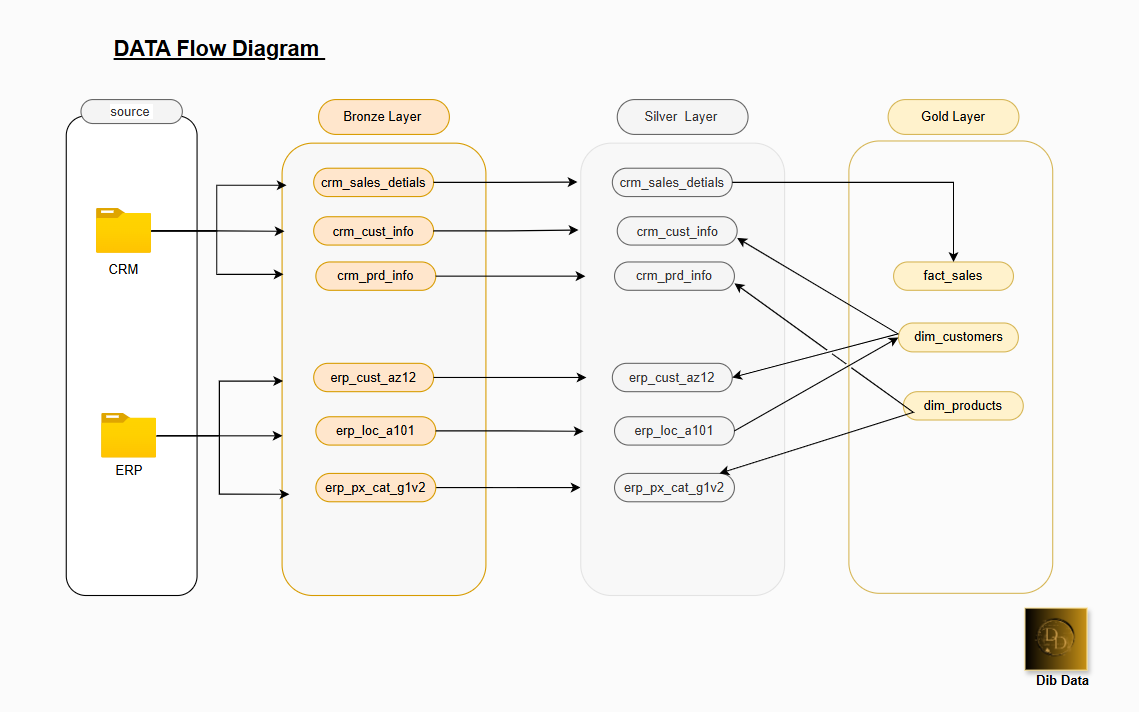 DATA Flow Diagram
source
Bronze Layer
Silver Layer
Gold Layer
crm_sales_detials
crm_cust_info
crm_prd_info
erp_cust_az12
erp_loc_a101
erp_px_cat_g1v2
crm_sales_detials
crm_cust_info
crm_prd_info
erp_cust_az12
erp_loc_a101
erp_px_cat_g1v2
fact_sales
dim_customers
dim_products
CRM
ERP
DD
Dib Data